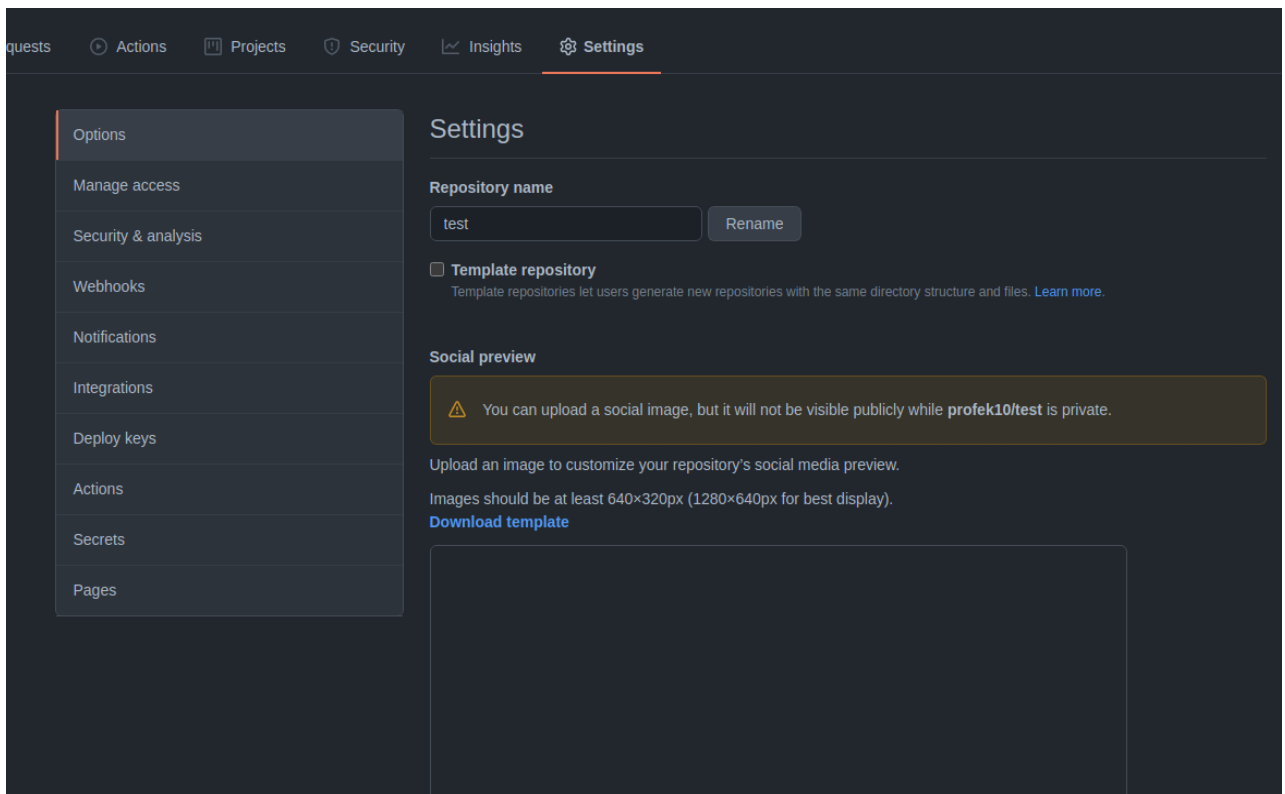 quests Actions Projects Security Insights Settings
Options
Manage access
Security & analysis
Webhooks
Notifications
Integrations
Deploy keys
Actions
Secrets
Pages
Settings
Repository name
test Rename
Template repository
Template repositories let users generate new repositories with the same directory structure and files. Learn more.
Social preview
You can upload a social image, but it will not be visible publicly while profek10/test is private.
Upload an image to customize your repository's social media preview.
Images should be at least 640×320px (1280×640px for best display).
Download template